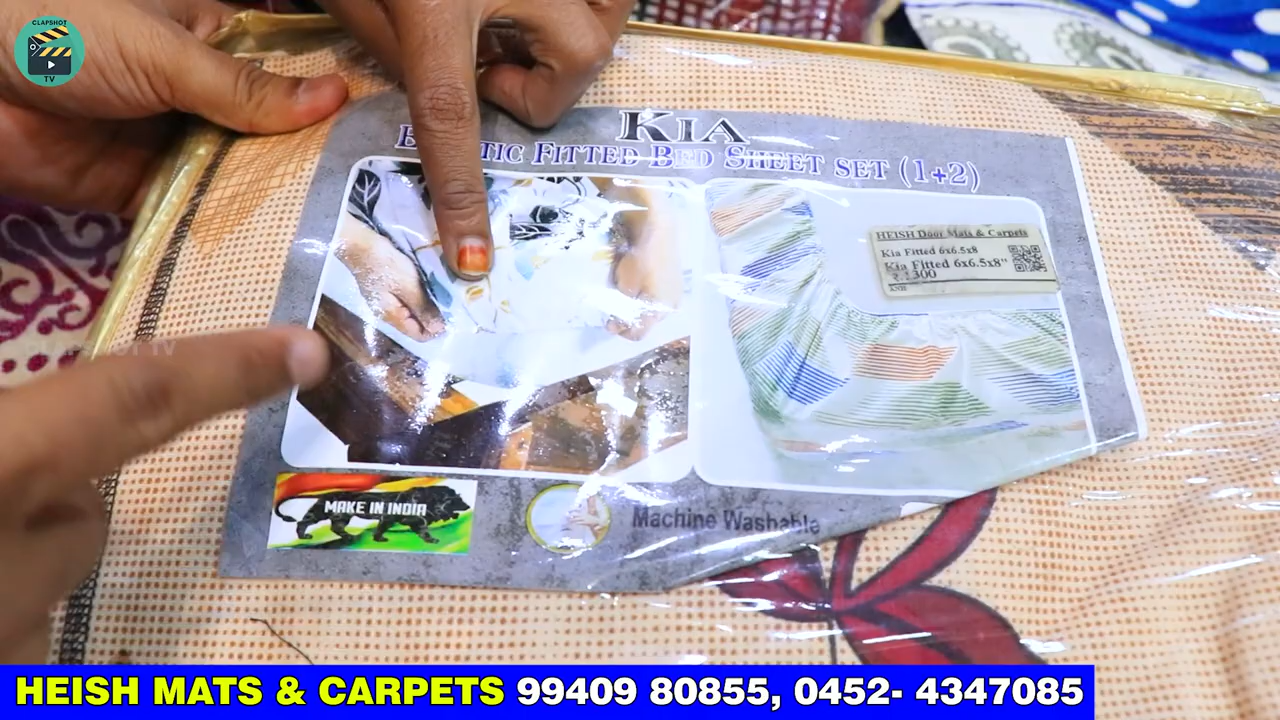 CLAPSHOT
TV
KIA
FITTED BED SHEET SET (1+2)
HEISH Door Mats & Carpets
Kia Fitted 6x6.5x8
Kia Fitted 6x6.5x8"
MAKE IN INDIA
Machine Washable
HEISH MATS & CARPETS 99409 80855, 0452- 4347085